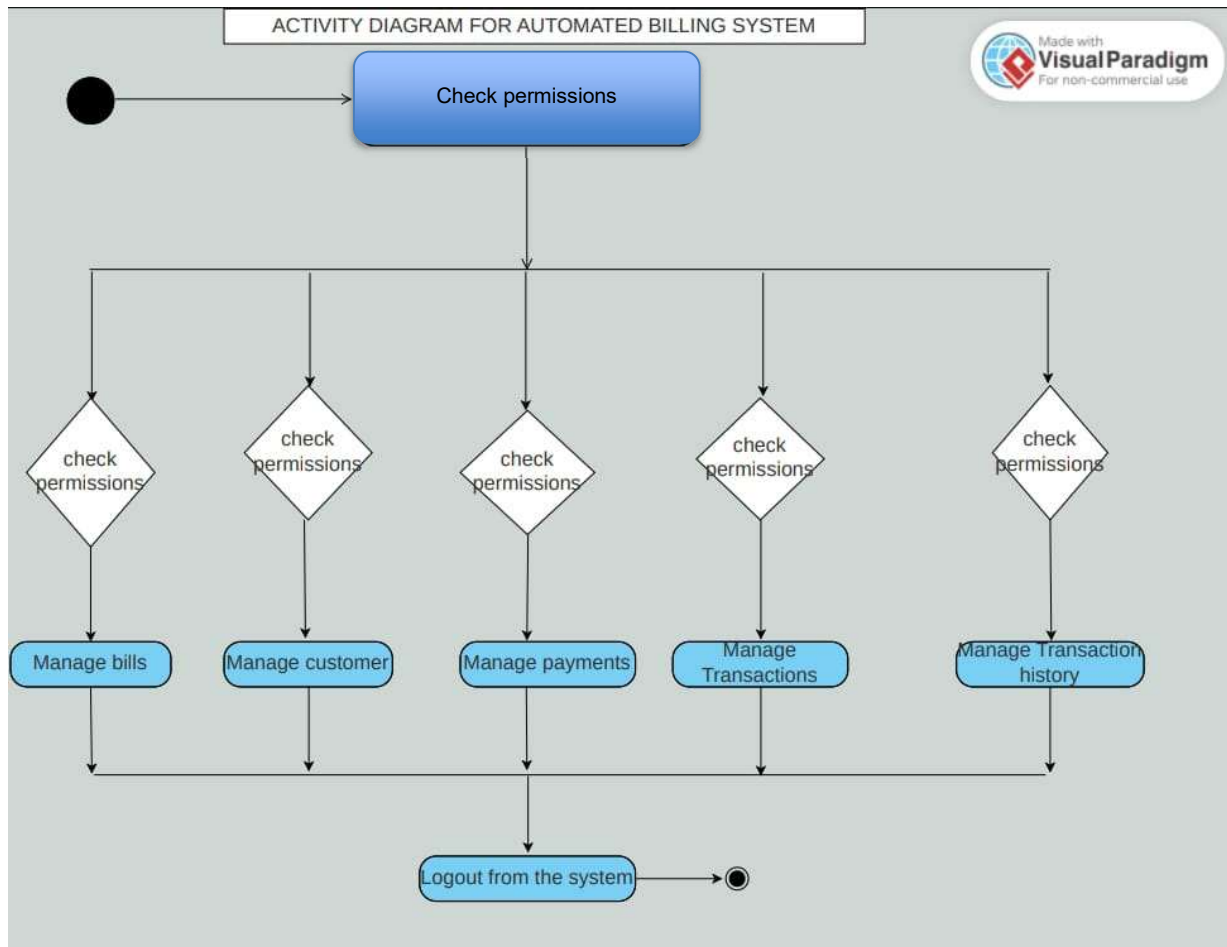 ACTIVITY DIAGRAM FOR AUTOMATED BILLING SYSTEM
Made with
Visual Paradigm
For non-commercial use
Check permissions
check
permissions
check
permissions
check
permissions
check
permissions
check
permissions
Manage bills
Manage customer
Manage payments
Manage
Transactions
Manage Transaction
history
Logout from the system